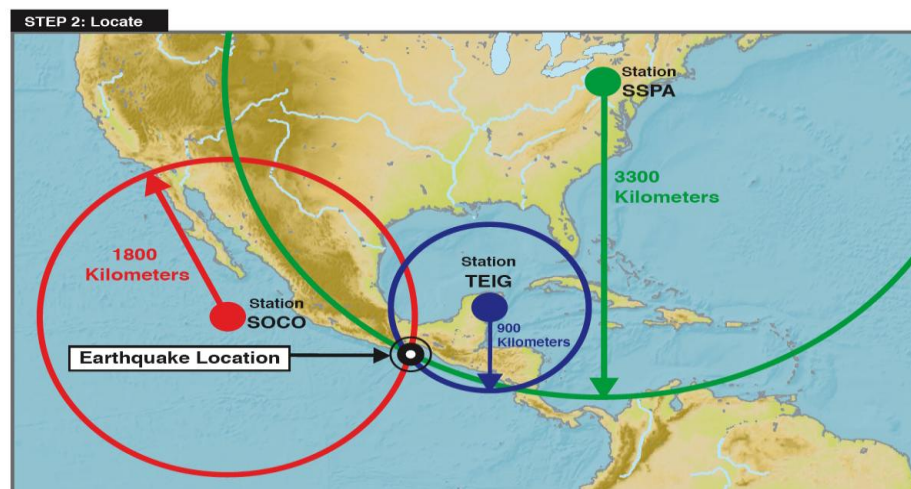 STEP 2: Locate
Station
SSPA
3300
Kilometers
1800
Kilometers
Station
TEIG
Station
SOCO
900
Kilometers
Earthquake Location